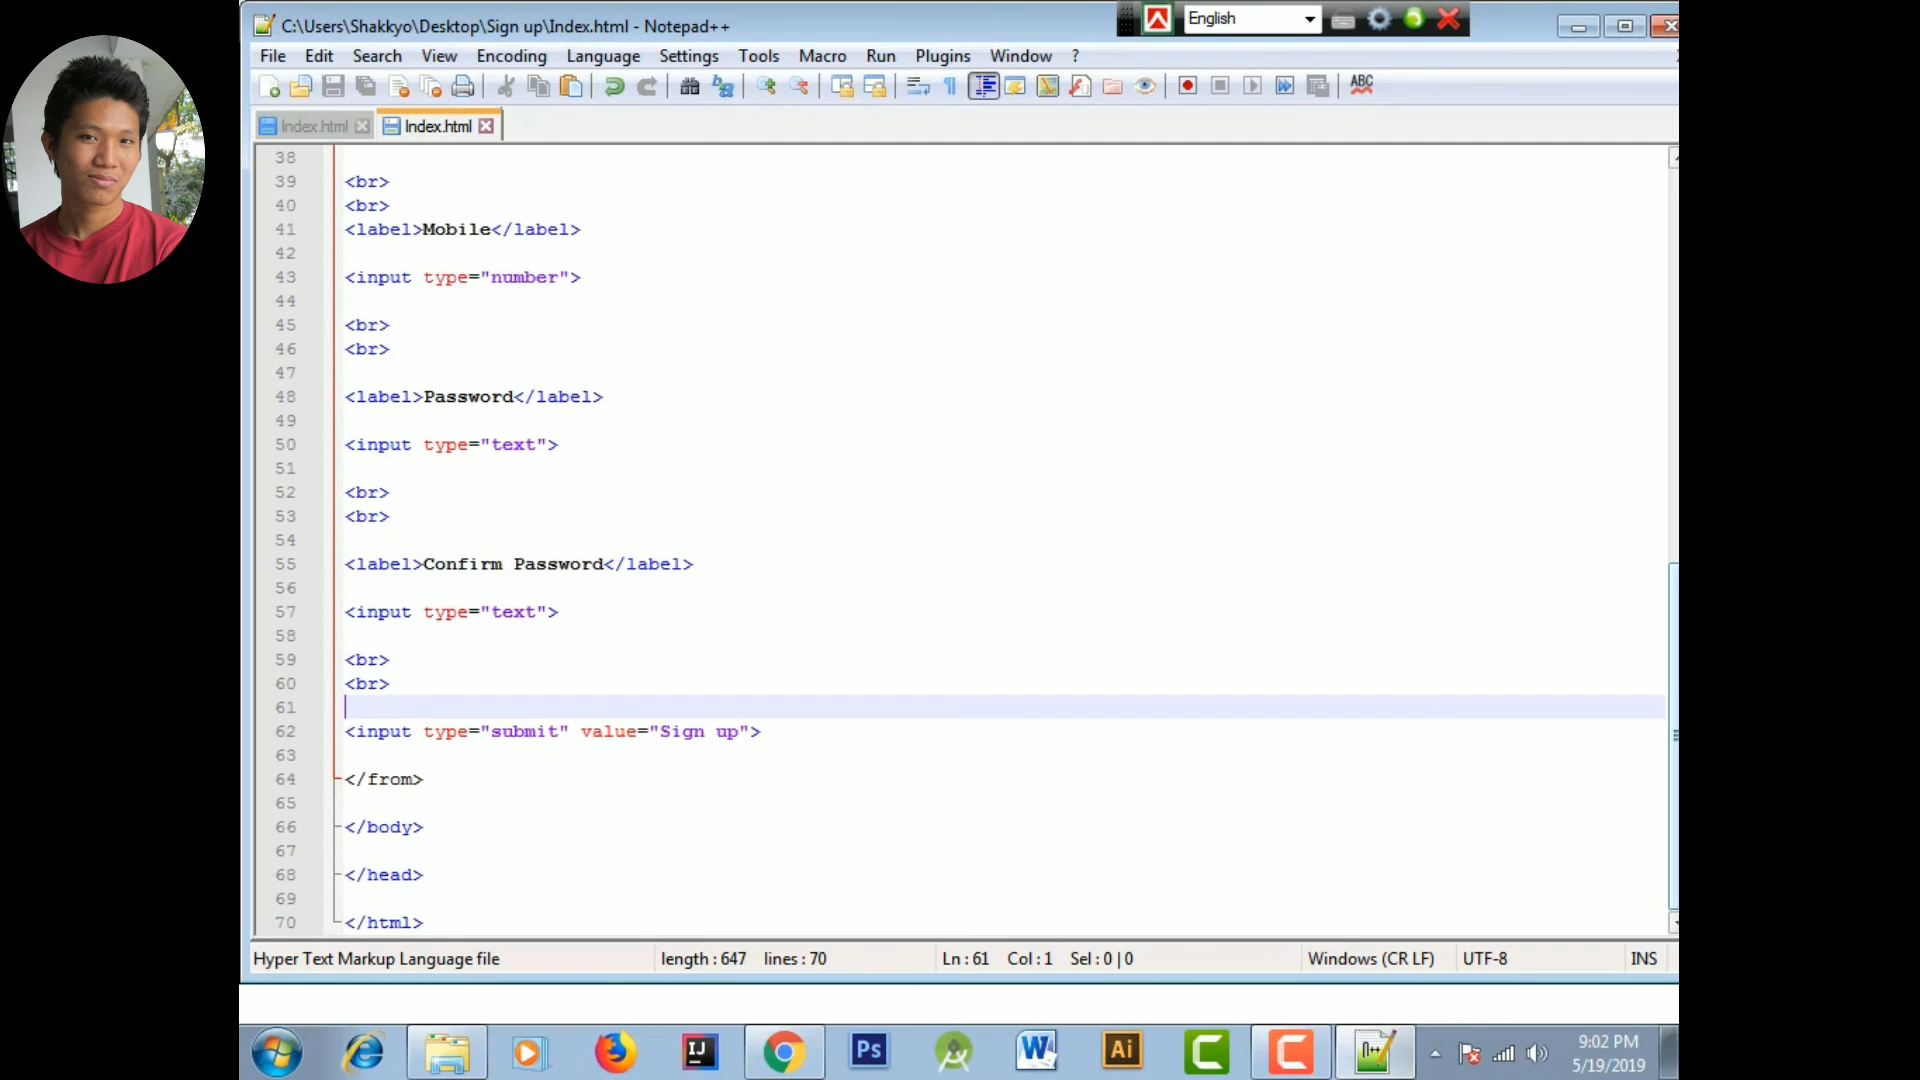 C:\Users\Shakkyo\Desktop\Sign up\Index.html - Notepad++
English
File Edit Search View Encoding Language Settings Tools Macro Run Plugins Window ?
ABC
Index.html Index.html
38
39 <br>
40 <br>
41 <label>Mobile</label>
42
43 <input type="number">
44
45 <br>
46 <br>
47
48 <label>Password</label>
49
50 <input type="text">
51
52 <br>
53 <br>
54
55 <label>Confirm Password</label>
56
57 <input type="text">
58
59 <br>
60 <br>
61
62 <input type="submit" value="Sign up">
63
64 </from>
65
66 </body>
67
68 </head>
69
70 </html>
Hyper Text Markup Language file length : 647 lines : 70 Ln : 61 Col : 1 Sel : 0 | 0 Windows (CR LF) UTF-8 INS
IJ Ps W Ai C C n++ 9:02 PM
5/19/2019